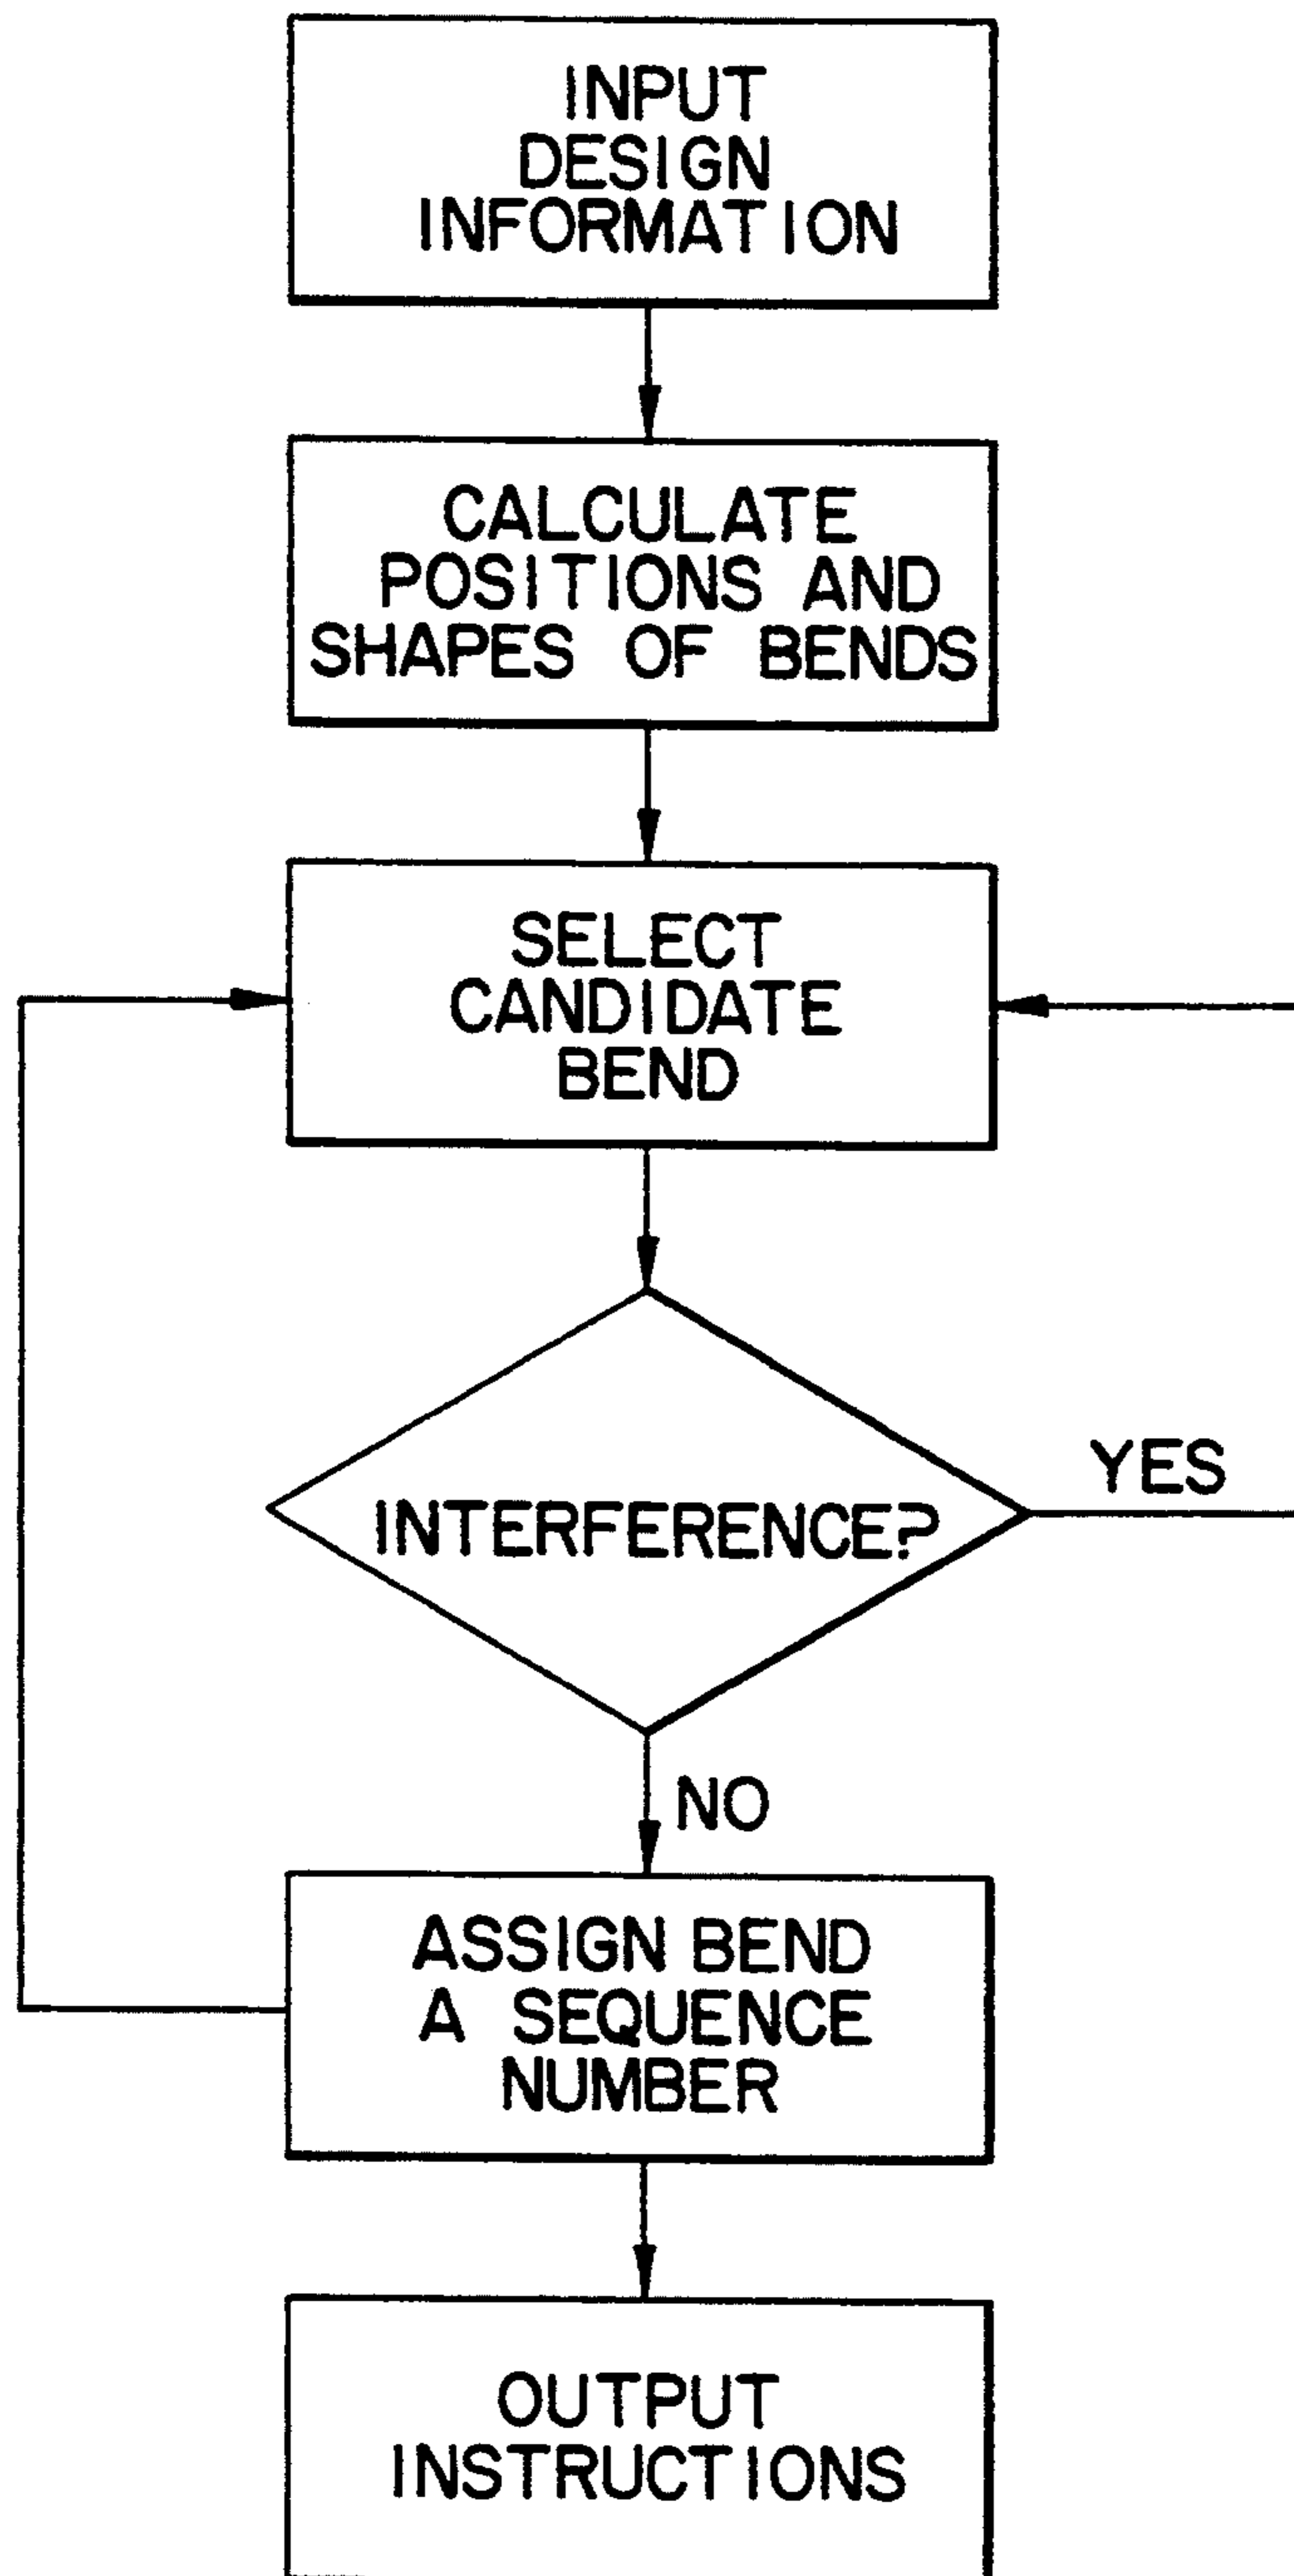 INPUT
DESIGN
INFORMATION
CALCULATE
POSITIONS AND
SHAPES OF BENDS
SELECT
CANDIDATE
BEND
INTERFERENCE?
YES
NO
ASSIGN BEND
A SEQUENCE
NUMBER
OUTPUT
INSTRUCTIONS